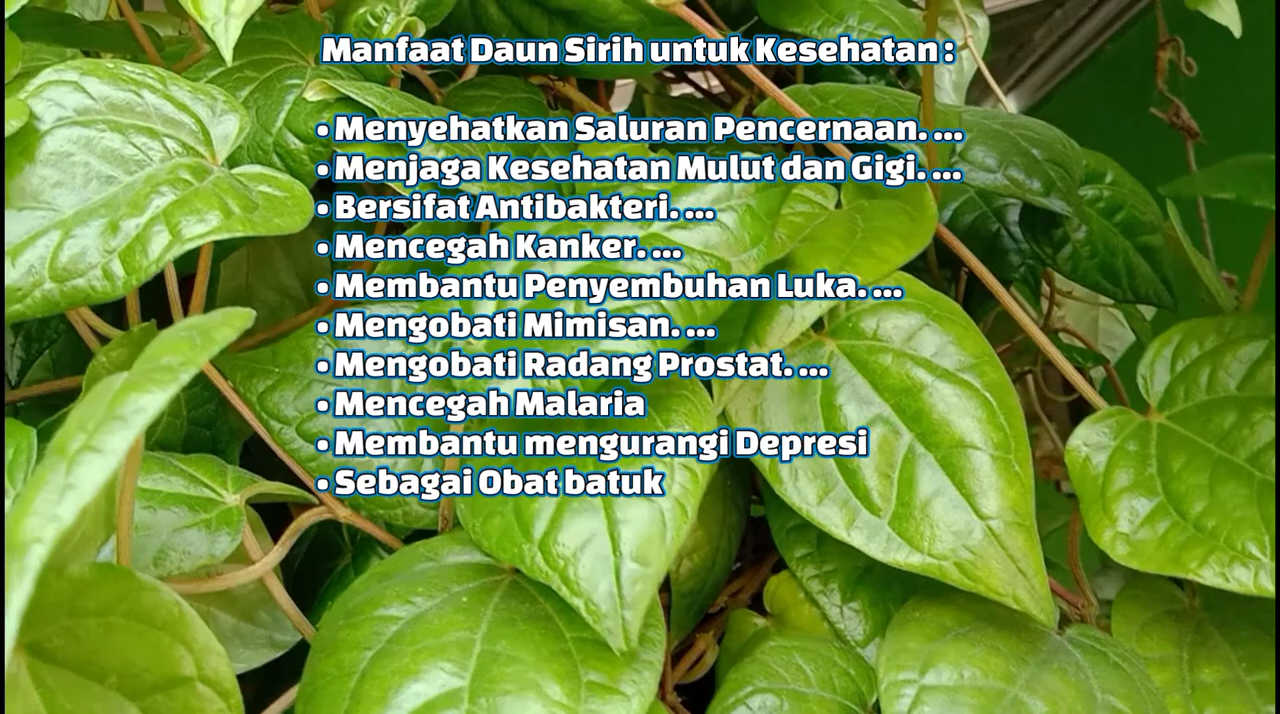 Manfaat Daun Sirih untuk Kesehatan :
• Menyehatkan Saluran Pencernaan. ...
• Menjaga Kesehatan Mulut dan Gigi. ...
• Bersifat Antibakteri. ...
• Mencegah Kanker. ...
• Membantu Penyembuhan Luka. ...
• Mengobati Mimisan. ...
• Mengobati Radang Prostat. ...
• Mencegah Malaria
• Membantu mengurangi Depresi
• Sebagai Obat batuk